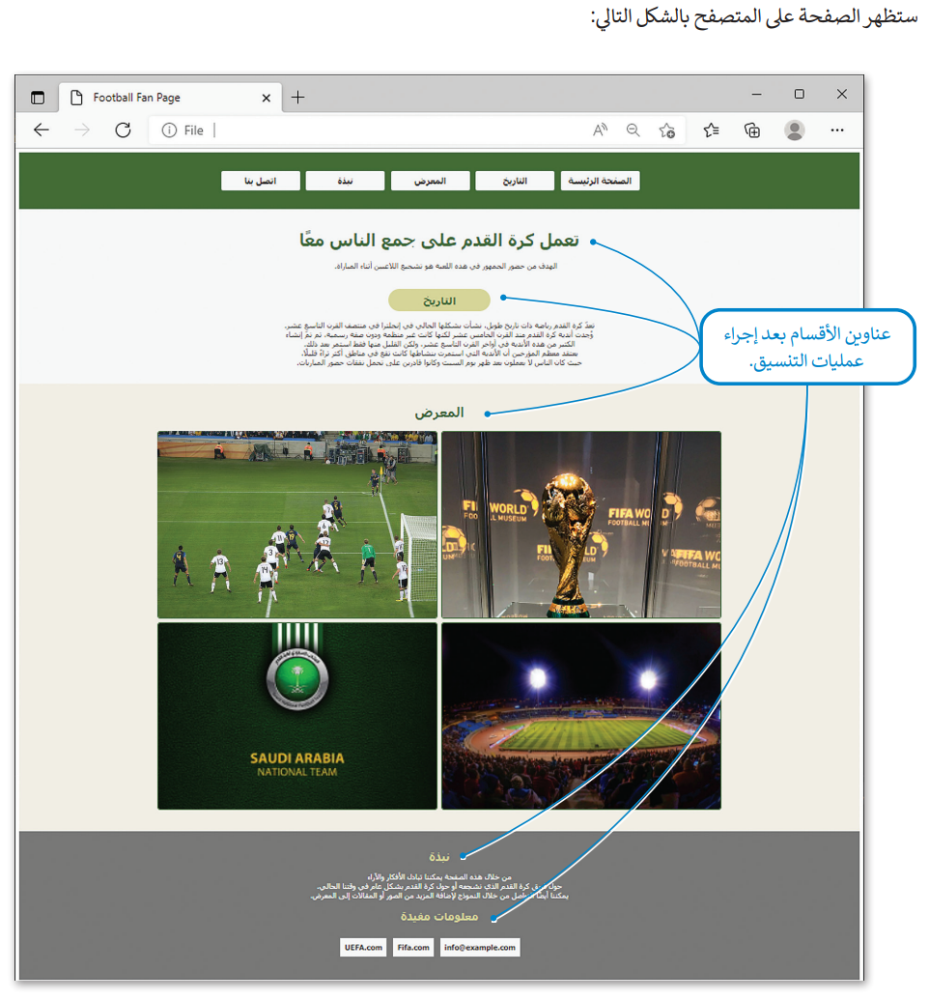 ستظهر الصفحة على المتصفح بالشكل التالي:
Football Fan Page
File
الصفحة الرئيسة
التاريخ
المعرض
نبذة
اتصل بنا
تعمل كرة القدم على جمع الناس معًا
الهدف من حضور الجمهور في هذه اللعبة هو تشجيع اللاعبين أثناء المباراة.
التاريخ
تعدّ كرة القدم رياضة ذات تاريخ طويل، نشأت بشكلها الحالي في إنجلترا في منتصف القرن التاسع عشر.
وُجدت أندية كرة القدم منذ القرن الخامس عشر لكنها كانت غير منظمة ودون صفة رسمية، ثم تمّ إنشاء
الكثير من هذه الأندية في أواخر القرن التاسع عشر، ولكن القليل منها فقط استمر بعد ذلك.
يعتقد معظم المؤرخين أن الأندية التي استمرت بنشاطها كانت تقع في مناطق أكثر ثراءً قليلًا،
حيث كان الناس لا يعملون بعد ظهر يوم السبت وكانوا قادرين على تحمل نفقات حضور المباريات.
عناوين الأقسام بعد إجراء
عمليات التنسيق.
المعرض
FIFA WORLD
FOOTBALL MUSEUM
SAUDI ARABIA
NATIONAL TEAM
نبذة
من خلال هذه الصفحة يمكننا تبادل الأفكار والآراء
حول فريق كرة القدم الذي نشجعه أو حول كرة القدم بشكل عام في وقتنا الحالي.
يمكننا أيضًا التواصل من خلال النموذج لإضافة المزيد من الصور أو المقالات إلى المعرض.
معلومات مفيدة
info@example.com
Fifa.com
UEFA.com